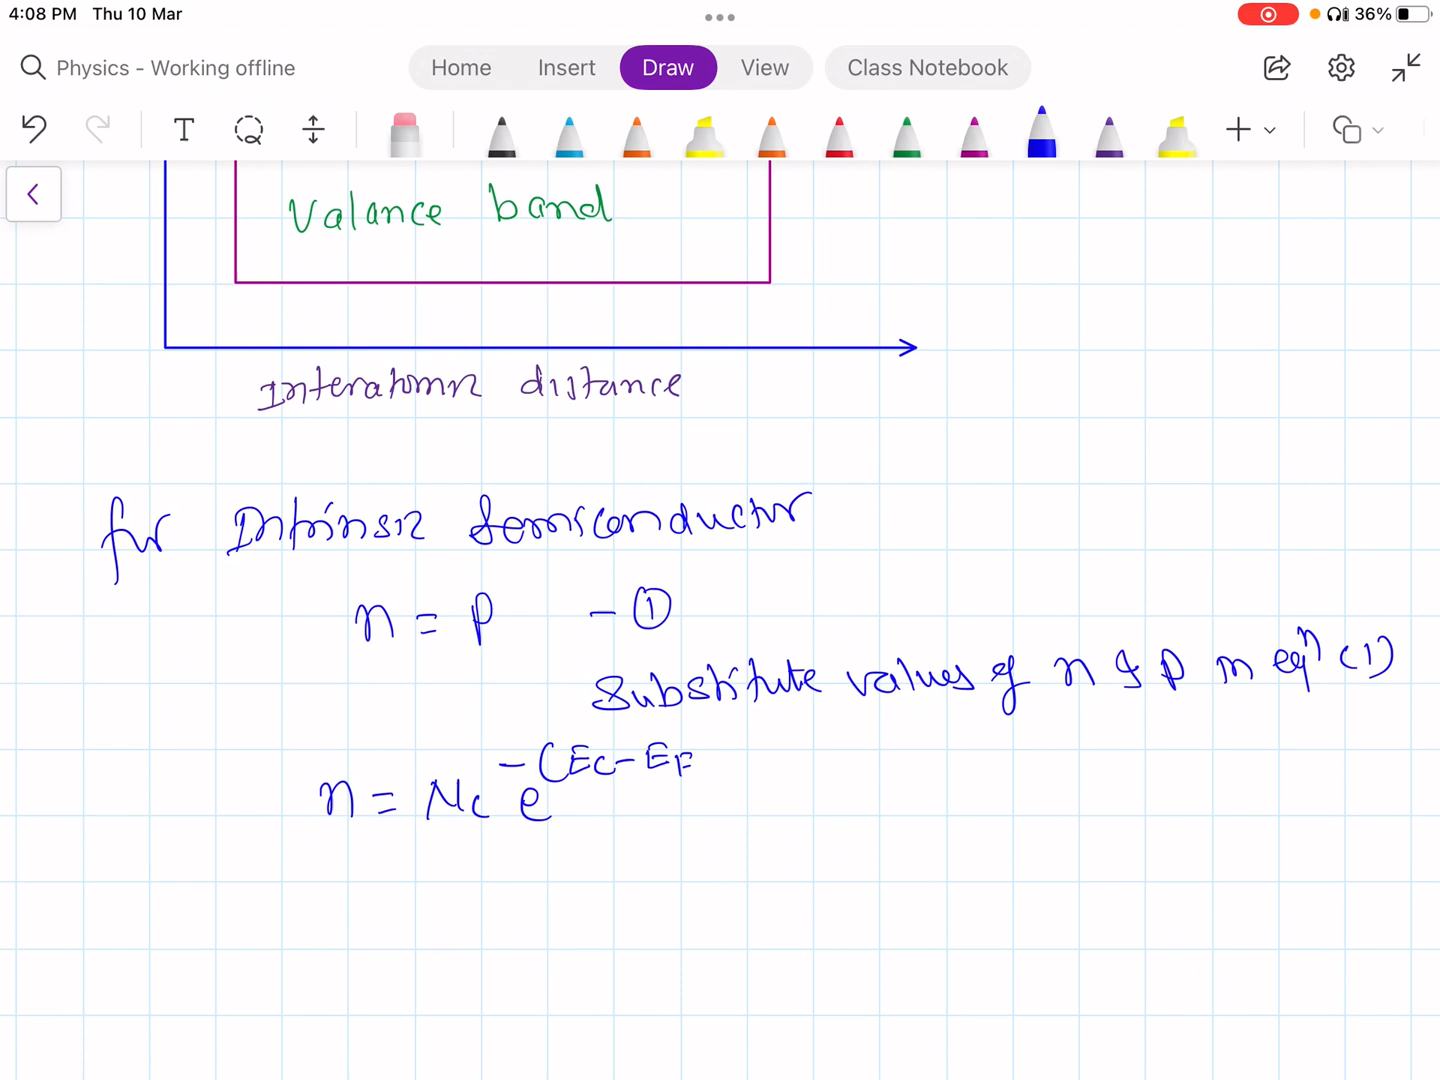 4:08 PM Thu 10 Mar 36%
Physics - Working offline Home Insert Draw View Class Notebook
T
Valance band
Interatomic distance
for Intrinsic Semiconductor
n = p - ①
Substitute values of n & p in eqⁿ (1)
n = Nc e^-(Ec-EF